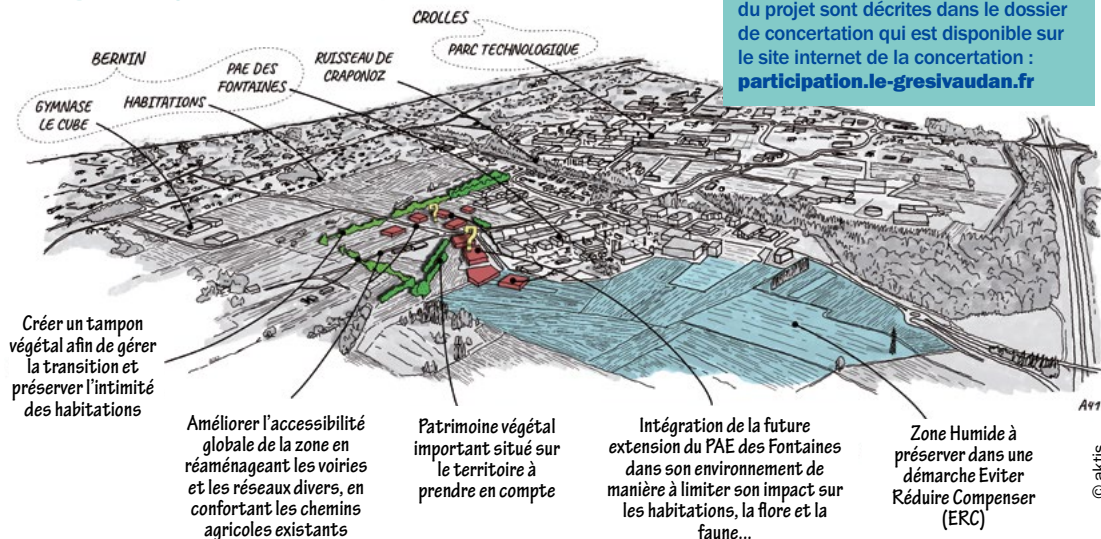 du projet sont décrites dans le dossier
de concertation qui est disponible sur
le site internet de la concertation :
participation.le-gresivaudan.fr
CROLLES
PARC TECHNOLOGIQUE
RUISSEAU DE
CRAPONOZ
BERNIN
PAE DES
FONTAINES
HABITATIONS
GYMNASE
LE CUBE
?
?
Créer un tampon
végétal afin de gérer
la transition et
préserver l'intimité
des habitations
Améliorer l'accessibilité
globale de la zone en
réaménageant les voiries
et les réseaux divers, en
confortant les chemins
agricoles existants
Patrimoine végétal
important situé sur
le territoire à
prendre en compte
Intégration de la future
extension du PAE des Fontaines
dans son environnement de
manière à limiter son impact sur
les habitations, la flore et la
faune...
Zone Humide à
préserver dans une
démarche Eviter
Réduire Compenser
(ERC)
A41
© aktis